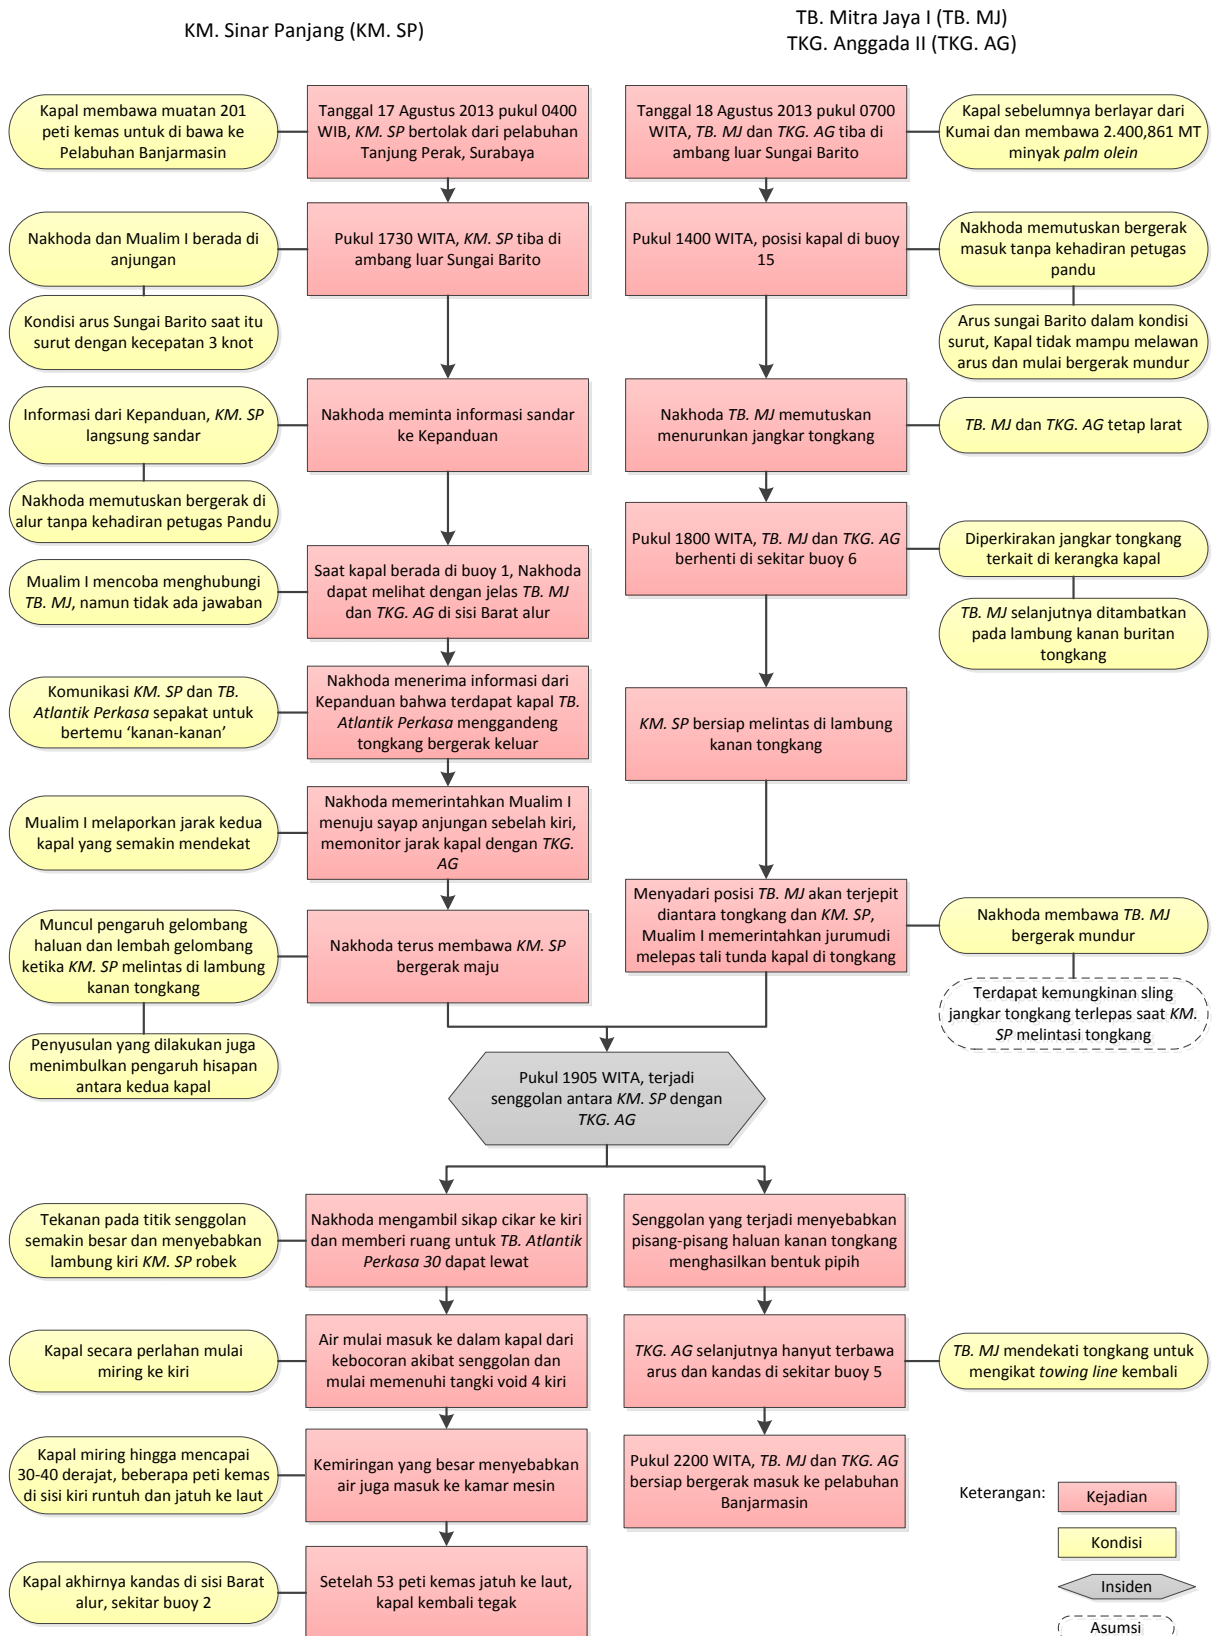 KM. Sinar Panjang (KM. SP)
TB. Mitra Jaya I (TB. MJ)
TKG. Anggada II (TKG. AG)
Kapal membawa muatan 201
peti kemas untuk di bawa ke
Pelabuhan Banjarmasin
Tanggal 17 Agustus 2013 pukul 0400
WIB, KM. SP bertolak dari pelabuhan
Tanjung Perak, Surabaya
Tanggal 18 Agustus 2013 pukul 0700
WITA, TB. MJ dan TKG. AG tiba di
ambang luar Sungai Barito
Kapal sebelumnya berlayar dari
Kumai dan membawa 2.400,861 MT
minyak palm olein
Nakhoda dan Mualim I berada di
anjungan
Pukul 1730 WITA, KM. SP tiba di
ambang luar Sungai Barito
Pukul 1400 WITA, posisi kapal di buoy
15
Nakhoda memutuskan bergerak
masuk tanpa kehadiran petugas
pandu
Kondisi arus Sungai Barito saat itu
surut dengan kecepatan 3 knot
Arus sungai Barito dalam kondisi
surut, Kapal tidak mampu melawan
arus dan mulai bergerak mundur
Informasi dari Kepanduan, KM. SP
langsung sandar
Nakhoda meminta informasi sandar
ke Kepanduan
Nakhoda TB. MJ memutuskan
menurunkan jangkar tongkang
TB. MJ dan TKG. AG tetap larat
Nakhoda memutuskan bergerak di
alur tanpa kehadiran petugas Pandu
Pukul 1800 WITA, TB. MJ dan TKG. AG
berhenti di sekitar buoy 6
Diperkirakan jangkar tongkang
terkait di kerangka kapal
Mualim I mencoba menghubungi
TB. MJ, namun tidak ada jawaban
Saat kapal berada di buoy 1, Nakhoda
dapat melihat dengan jelas TB. MJ
dan TKG. AG di sisi Barat alur
TB. MJ selanjutnya ditambatkan
pada lambung kanan buritan
tongkang
Komunikasi KM. SP dan TB.
Atlantik Perkasa sepakat untuk
bertemu ‘kanan-kanan’
Nakhoda menerima informasi dari
Kepanduan bahwa terdapat kapal TB.
Atlantik Perkasa menggandeng
tongkang bergerak keluar
KM. SP bersiap melintas di lambung
kanan tongkang
Mualim I melaporkan jarak kedua
kapal yang semakin mendekat
Nakhoda memerintahkan Mualim I
menuju sayap anjungan sebelah kiri,
memonitor jarak kapal dengan TKG.
AG
Menyadari posisi TB. MJ akan terjepit
diantara tongkang dan KM. SP,
Mualim I memerintahkan jurumudi
melepas tali tunda kapal di tongkang
Nakhoda membawa TB. MJ
bergerak mundur
Muncul pengaruh gelombang
haluan dan lembah gelombang
ketika KM. SP melintas di lambung
kanan tongkang
Nakhoda terus membawa KM. SP
bergerak maju
Terdapat kemungkinan sling
jangkar tongkang terlepas saat KM.
SP melintasi tongkang
Penyusulan yang dilakukan juga
menimbulkan pengaruh hisapan
antara kedua kapal
Pukul 1905 WITA, terjadi
senggolan antara KM. SP dengan
TKG. AG
Tekanan pada titik senggolan
semakin besar dan menyebabkan
lambung kiri KM. SP robek
Nakhoda mengambil sikap cikar ke kiri
dan memberi ruang untuk TB. Atlantik
Perkasa 30 dapat lewat
Senggolan yang terjadi menyebabkan
pisang-pisang haluan kanan tongkang
menghasilkan bentuk pipih
Kapal secara perlahan mulai
miring ke kiri
Air mulai masuk ke dalam kapal dari
kebocoran akibat senggolan dan
mulai memenuhi tangki void 4 kiri
TKG. AG selanjutnya hanyut terbawa
arus dan kandas di sekitar buoy 5
TB. MJ mendekati tongkang untuk
mengikat towing line kembali
Kapal miring hingga mencapai
30-40 derajat, beberapa peti kemas
di sisi kiri runtuh dan jatuh ke laut
Kemiringan yang besar menyebabkan
air juga masuk ke kamar mesin
Pukul 2200 WITA, TB. MJ dan TKG. AG
bersiap bergerak masuk ke pelabuhan
Banjarmasin
Keterangan:
Kejadian
Kondisi
Kapal akhirnya kandas di sisi Barat
alur, sekitar buoy 2
Setelah 53 peti kemas jatuh ke laut,
kapal kembali tegak
Insiden
Asumsi